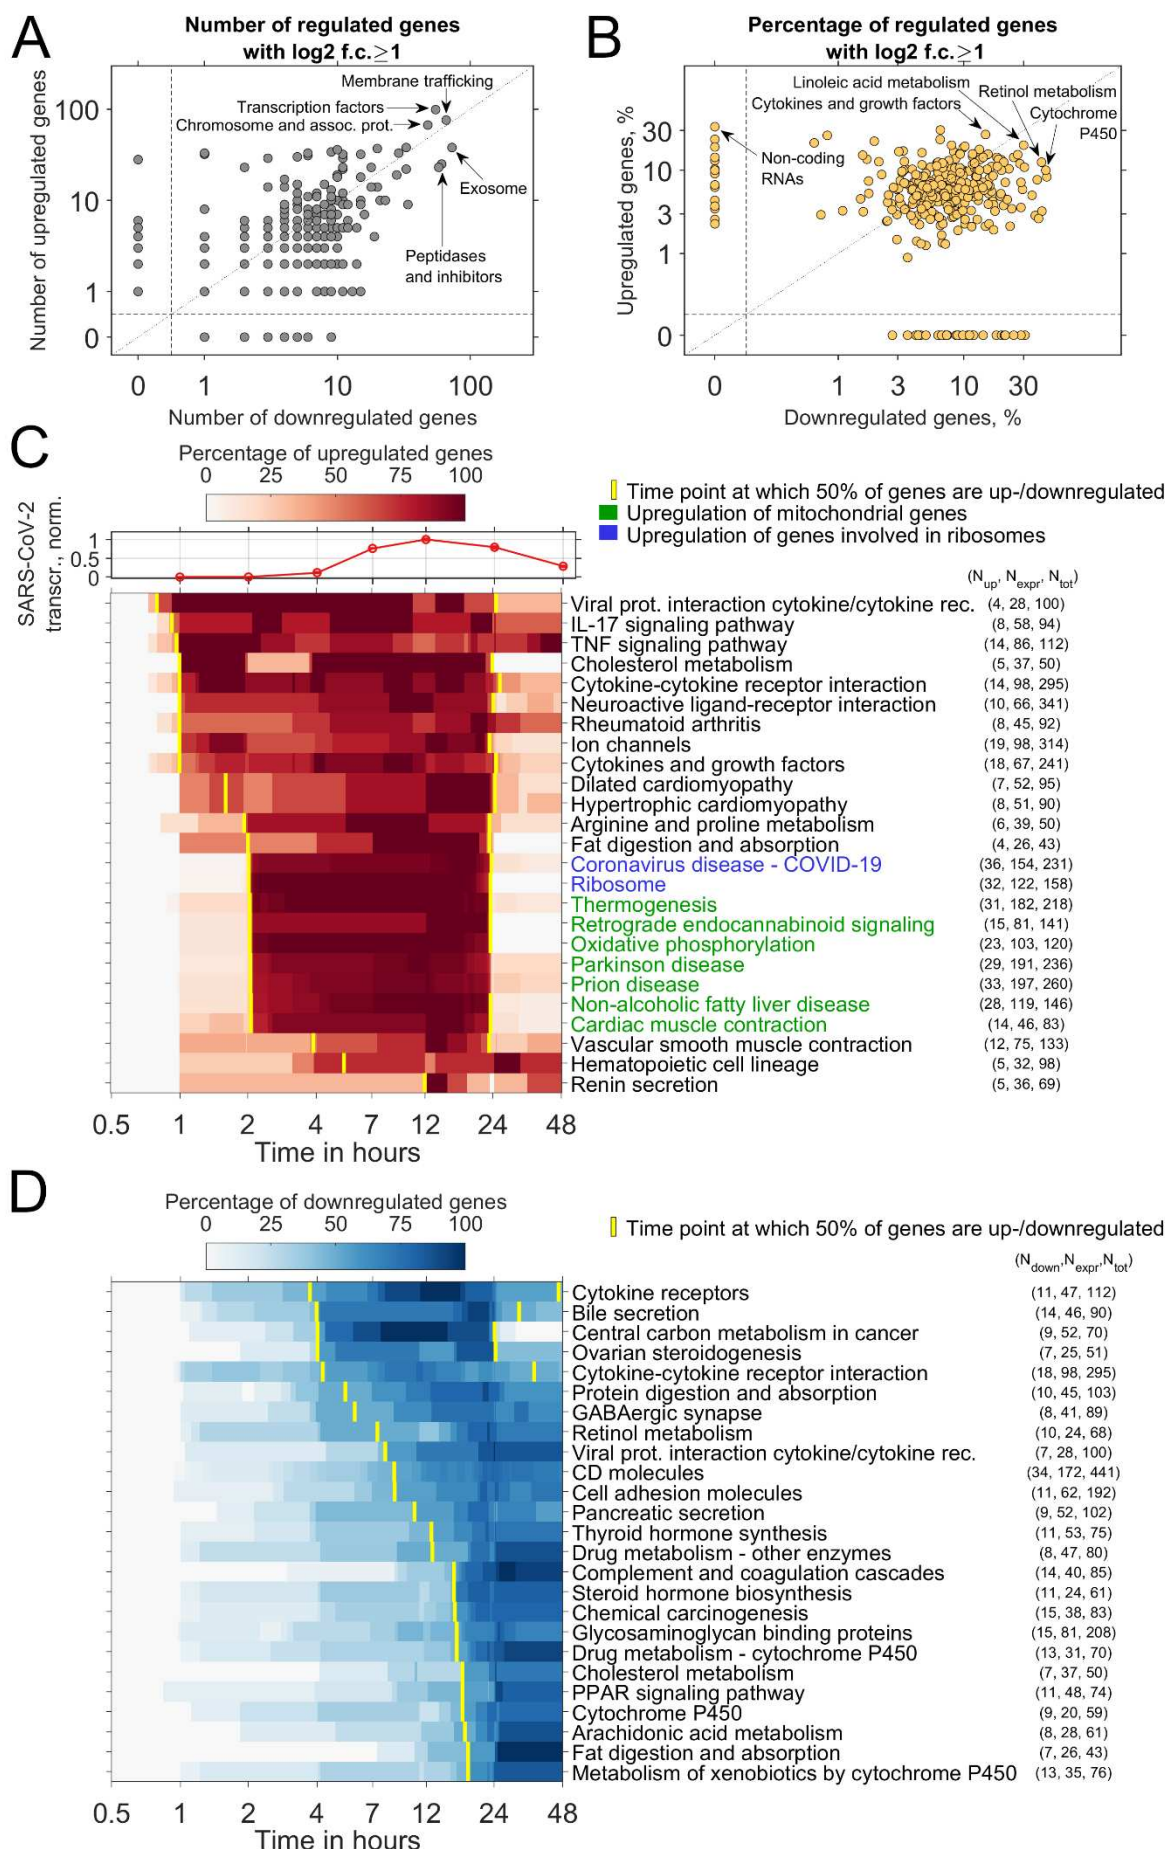 A
Number of regulated genes
with log2 f.c.≥1
Number of upregulated genes
100
10
1
0
Membrane trafficking
Transcription factors
Chromosome and assoc. prot.
Exosome
Peptidases
and inhibitors
0 1 10 100
Number of downregulated genes
B
Percentage of regulated genes
with log2 f.c.≥1
Upregulated genes, %
30
10
3
1
0
Linoleic acid metabolism
Cytokines and growth factors
Retinol metabolism
Cytochrome
P450
Non-coding
RNAs
0 1 3 10 30
Downregulated genes, %
C
Percentage of upregulated genes
0 25 50 75 100
SARS-CoV-2
transcr., norm.
1
0.5
0
Time point at which 50% of genes are up-/downregulated
Upregulation of mitochondrial genes
Upregulation of genes involved in ribosomes
(Nup, Nexpr, Ntot)
Viral prot. interaction cytokine/cytokine rec. (4, 28, 100)
IL-17 signaling pathway (8, 58, 94)
TNF signaling pathway (14, 86, 112)
Cholesterol metabolism (5, 37, 50)
Cytokine-cytokine receptor interaction (14, 98, 295)
Neuroactive ligand-receptor interaction (10, 66, 341)
Rheumatoid arthritis (8, 45, 92)
Ion channels (19, 98, 314)
Cytokines and growth factors (18, 67, 241)
Dilated cardiomyopathy (7, 52, 95)
Hypertrophic cardiomyopathy (8, 51, 90)
Arginine and proline metabolism (6, 39, 50)
Fat digestion and absorption (4, 26, 43)
Coronavirus disease - COVID-19 (36, 154, 231)
Ribosome (32, 122, 158)
Thermogenesis (31, 182, 218)
Retrograde endocannabinoid signaling (15, 81, 141)
Oxidative phosphorylation (23, 103, 120)
Parkinson disease (29, 191, 236)
Prion disease (33, 197, 260)
Non-alcoholic fatty liver disease (28, 119, 146)
Cardiac muscle contraction (14, 46, 83)
Vascular smooth muscle contraction (12, 75, 133)
Hematopoietic cell lineage (5, 32, 98)
Renin secretion (5, 36, 69)
0.5 1 2 4 7 12 24 48
Time in hours
D
Percentage of downregulated genes
0 25 50 75 100
Time point at which 50% of genes are up-/downregulated
(Ndown,Nexpr,Ntot)
Cytokine receptors (11, 47, 112)
Bile secretion (14, 46, 90)
Central carbon metabolism in cancer (9, 52, 70)
Ovarian steroidogenesis (7, 25, 51)
Cytokine-cytokine receptor interaction (18, 98, 295)
Protein digestion and absorption (10, 45, 103)
GABAergic synapse (8, 41, 89)
Retinol metabolism (10, 24, 68)
Viral prot. interaction cytokine/cytokine rec. (7, 28, 100)
CD molecules (34, 172, 441)
Cell adhesion molecules (11, 62, 192)
Pancreatic secretion (9, 52, 102)
Thyroid hormone synthesis (11, 53, 75)
Drug metabolism - other enzymes (8, 47, 80)
Complement and coagulation cascades (14, 40, 85)
Steroid hormone biosynthesis (11, 24, 61)
Chemical carcinogenesis (15, 38, 83)
Glycosaminoglycan binding proteins (15, 81, 208)
Drug metabolism - cytochrome P450 (13, 31, 70)
Cholesterol metabolism (7, 37, 50)
PPAR signaling pathway (11, 48, 74)
Cytochrome P450 (9, 20, 59)
Arachidonic acid metabolism (8, 28, 61)
Fat digestion and absorption (7, 26, 43)
Metabolism of xenobiotics by cytochrome P450 (13, 35, 76)
0.5 1 2 4 7 12 24 48
Time in hours